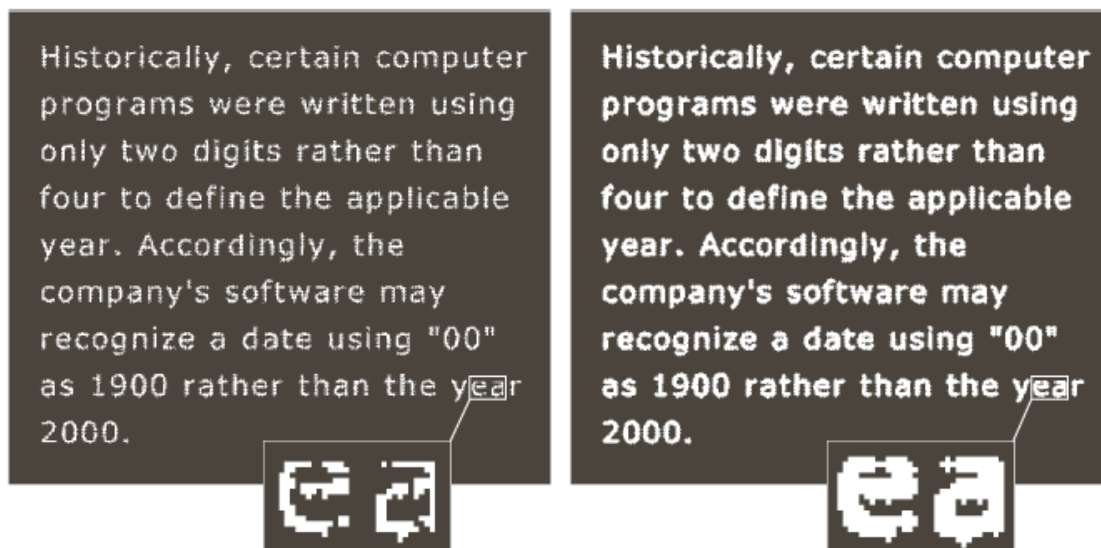 Historically, certain computer
programs were written using
only two digits rather than
four to define the applicable
year. Accordingly, the
company's software may
recognize a date using "00"
as 1900 rather than the year
2000.
ea
Historically, certain computer
programs were written using
only two digits rather than
four to define the applicable
year. Accordingly, the
company's software may
recognize a date using "00"
as 1900 rather than the year
2000.
ea